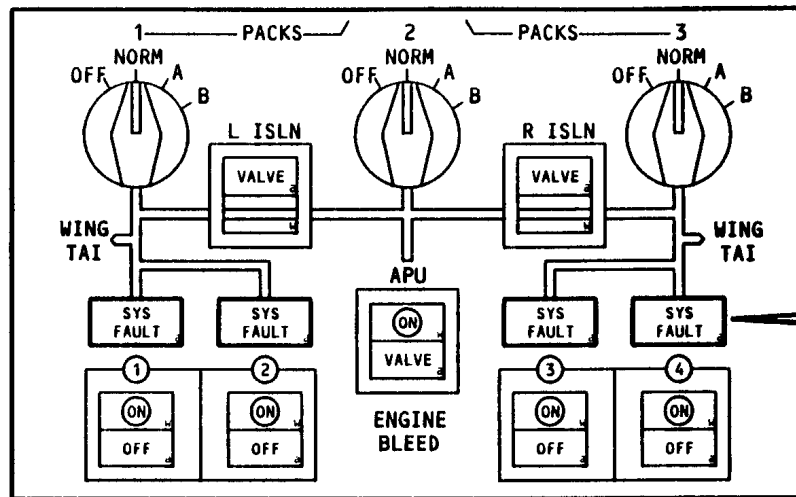 1 PACKS 2 PACKS 3
NORM NORM NORM
OFF A A OFF A
B B B
L ISLN R ISLN
VALVE VALVE
WING TAI WING TAI
APU
SYS FAULT SYS FAULT SYS FAULT SYS FAULT
ON
VALVE
1 2 3 4
ON ON ON ON
OFF OFF OFF OFF
ENGINE
BLEED